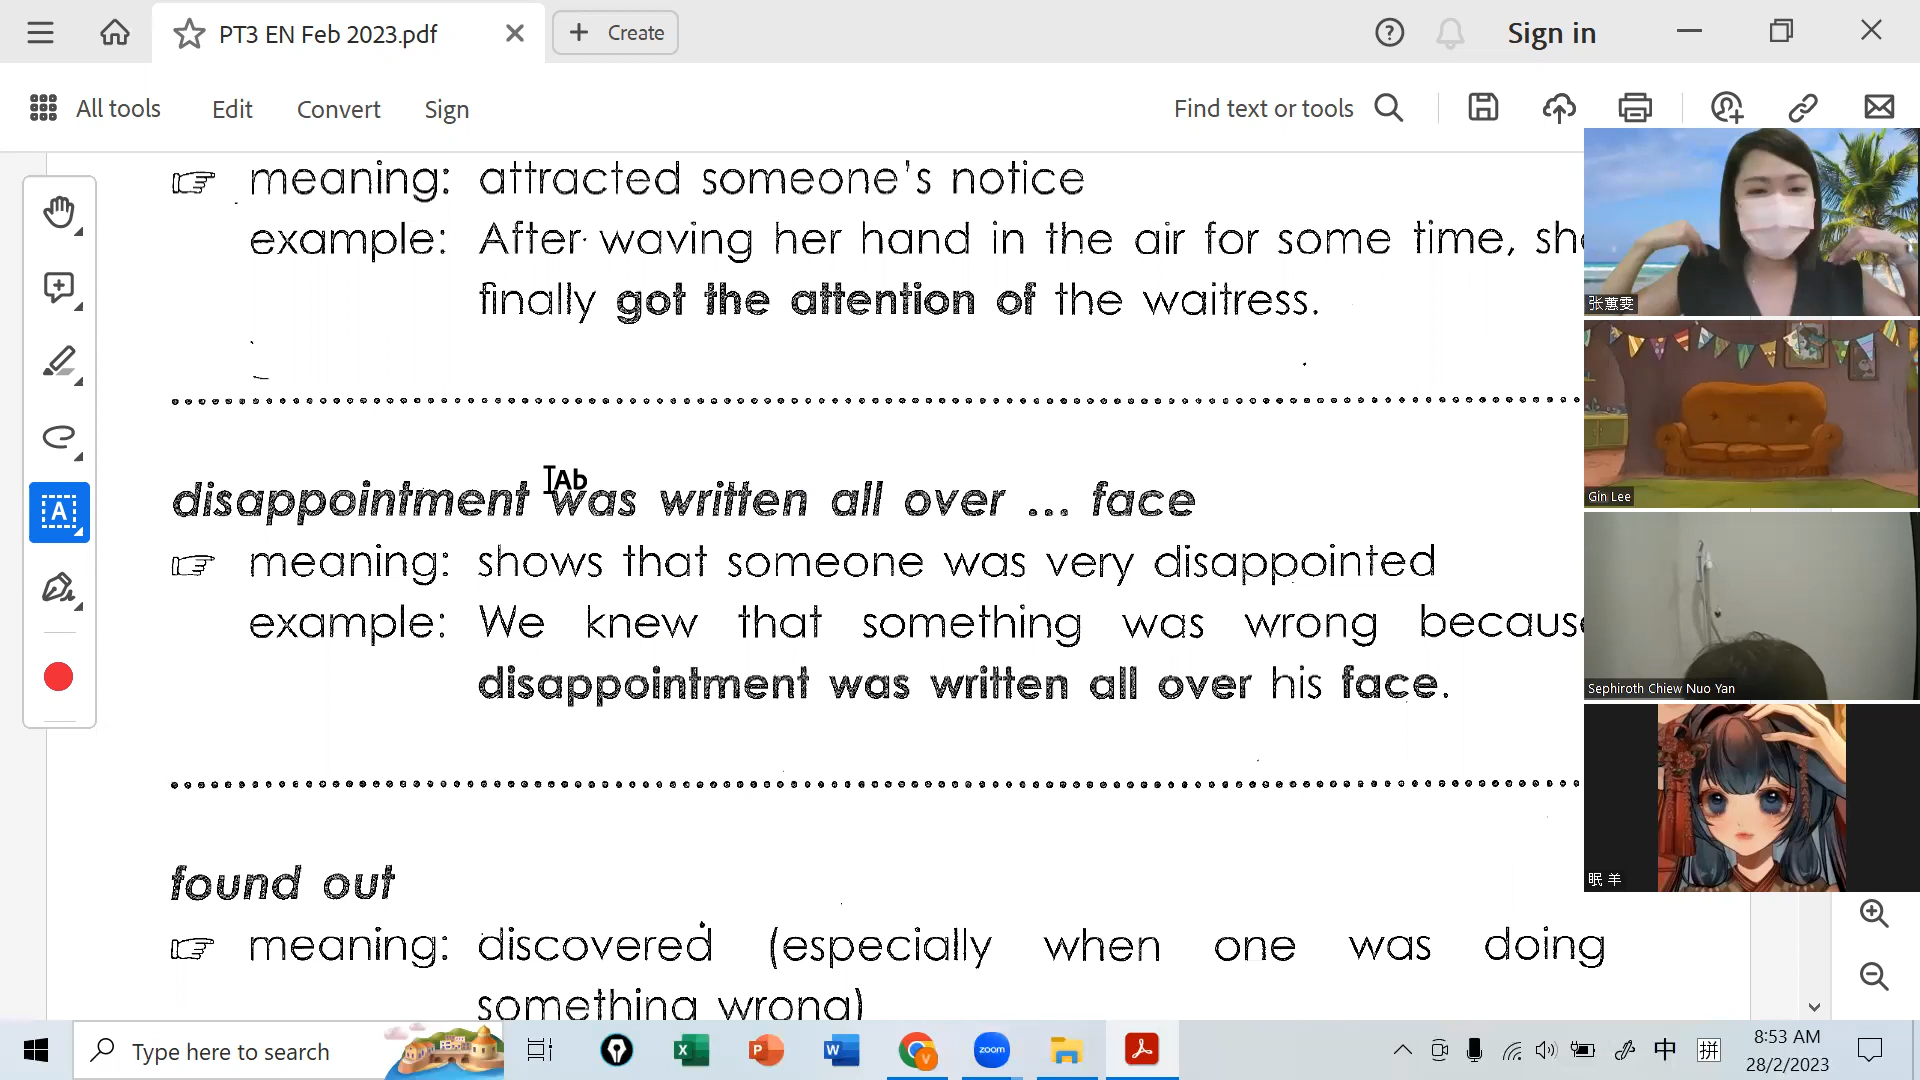 PT3 EN Feb 2023.pdf
Create
Sign in
All tools
Edit
Convert
Sign
Find text or tools
meaning: attracted someone's notice
example: After waving her hand in the air for some time,
finally got the attention of the waitress.
disappointment was written all over ... face
Ab
meaning: shows that someone was very disappointed
example: We knew that something was wrong
disappointment was written all over his face.
found out
meaning: discovered (especially when one was doing
something wrong)
A
张蕙雯
Gin Lee
Sephiroth Chiew Nuo Yan
眠 羊
Type here to search
X
P
W
V
zoom
中
拼
8:53 AM
28/2/2023